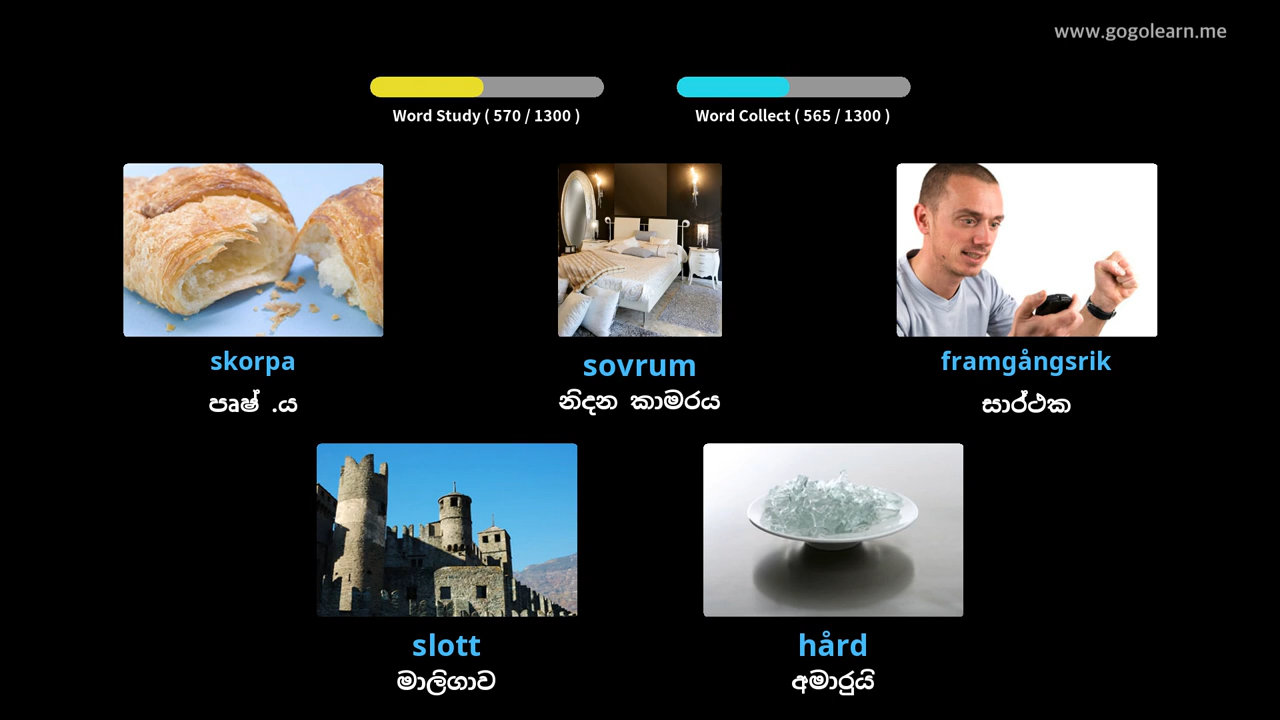 www.gogolearn.me
Word Study ( 570 / 1300 )
Word Collect ( 565 / 1300 )
skorpa
පෘෂ් .ය
sovrum
නිදන කාමරය
framgångsrik
සාර්ථක
slott
මාලිගාව
hård
අමාරුයි